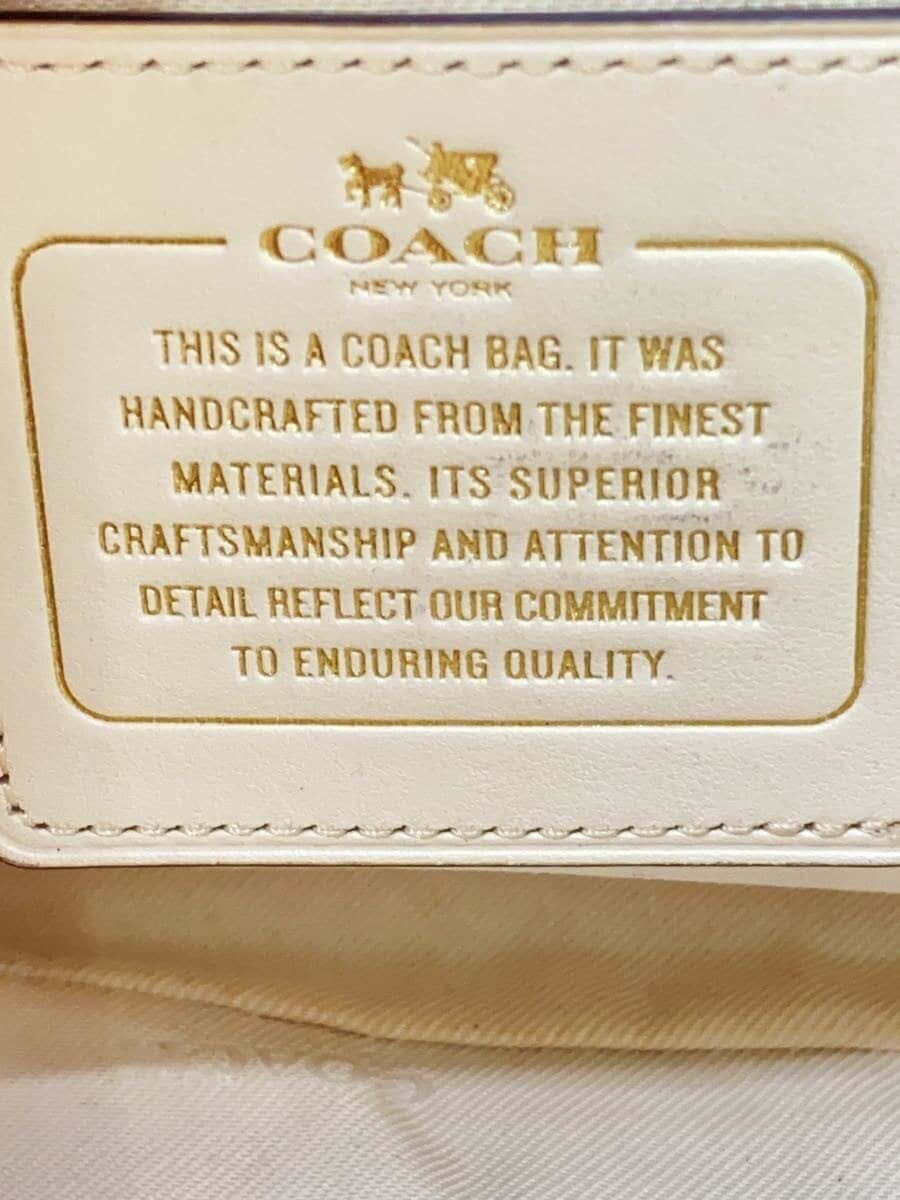 COACH
NEW YORK
THIS IS A COACH BAG. IT WAS
HANDCRAFTED FROM THE FINEST
MATERIALS. ITS SUPERIOR
CRAFTSMANSHIP AND ATTENTION TO
DETAIL REFLECT OUR COMMITMENT
TO ENDURING QUALITY.